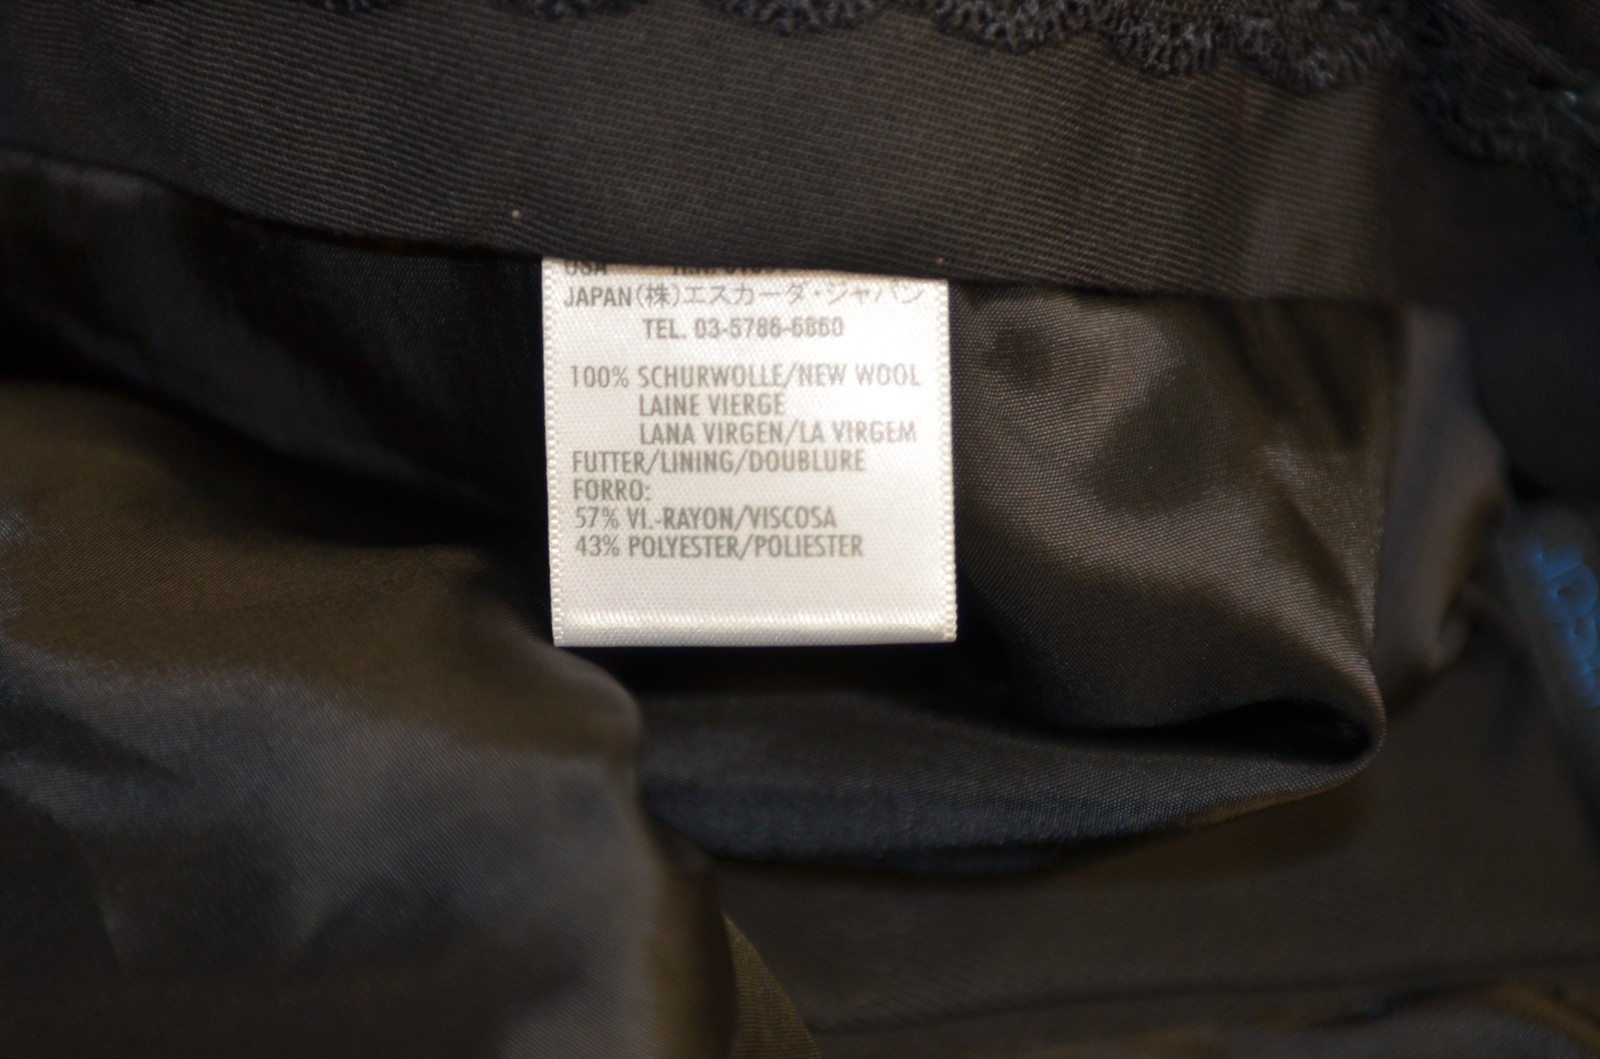 USA
JAPAN(株)エスカーダ・ジャパン
TEL. 03-5786-6860
100% SCHURWOLLE/NEW WOOL
LAINE VIERGE
LANA VIRGEN/LA VIRGEM
FUTTER/LINING/DOUBLURE
FORRO:
57% VI.-RAYON/VISCOSA
43% POLYESTER/POLIESTER